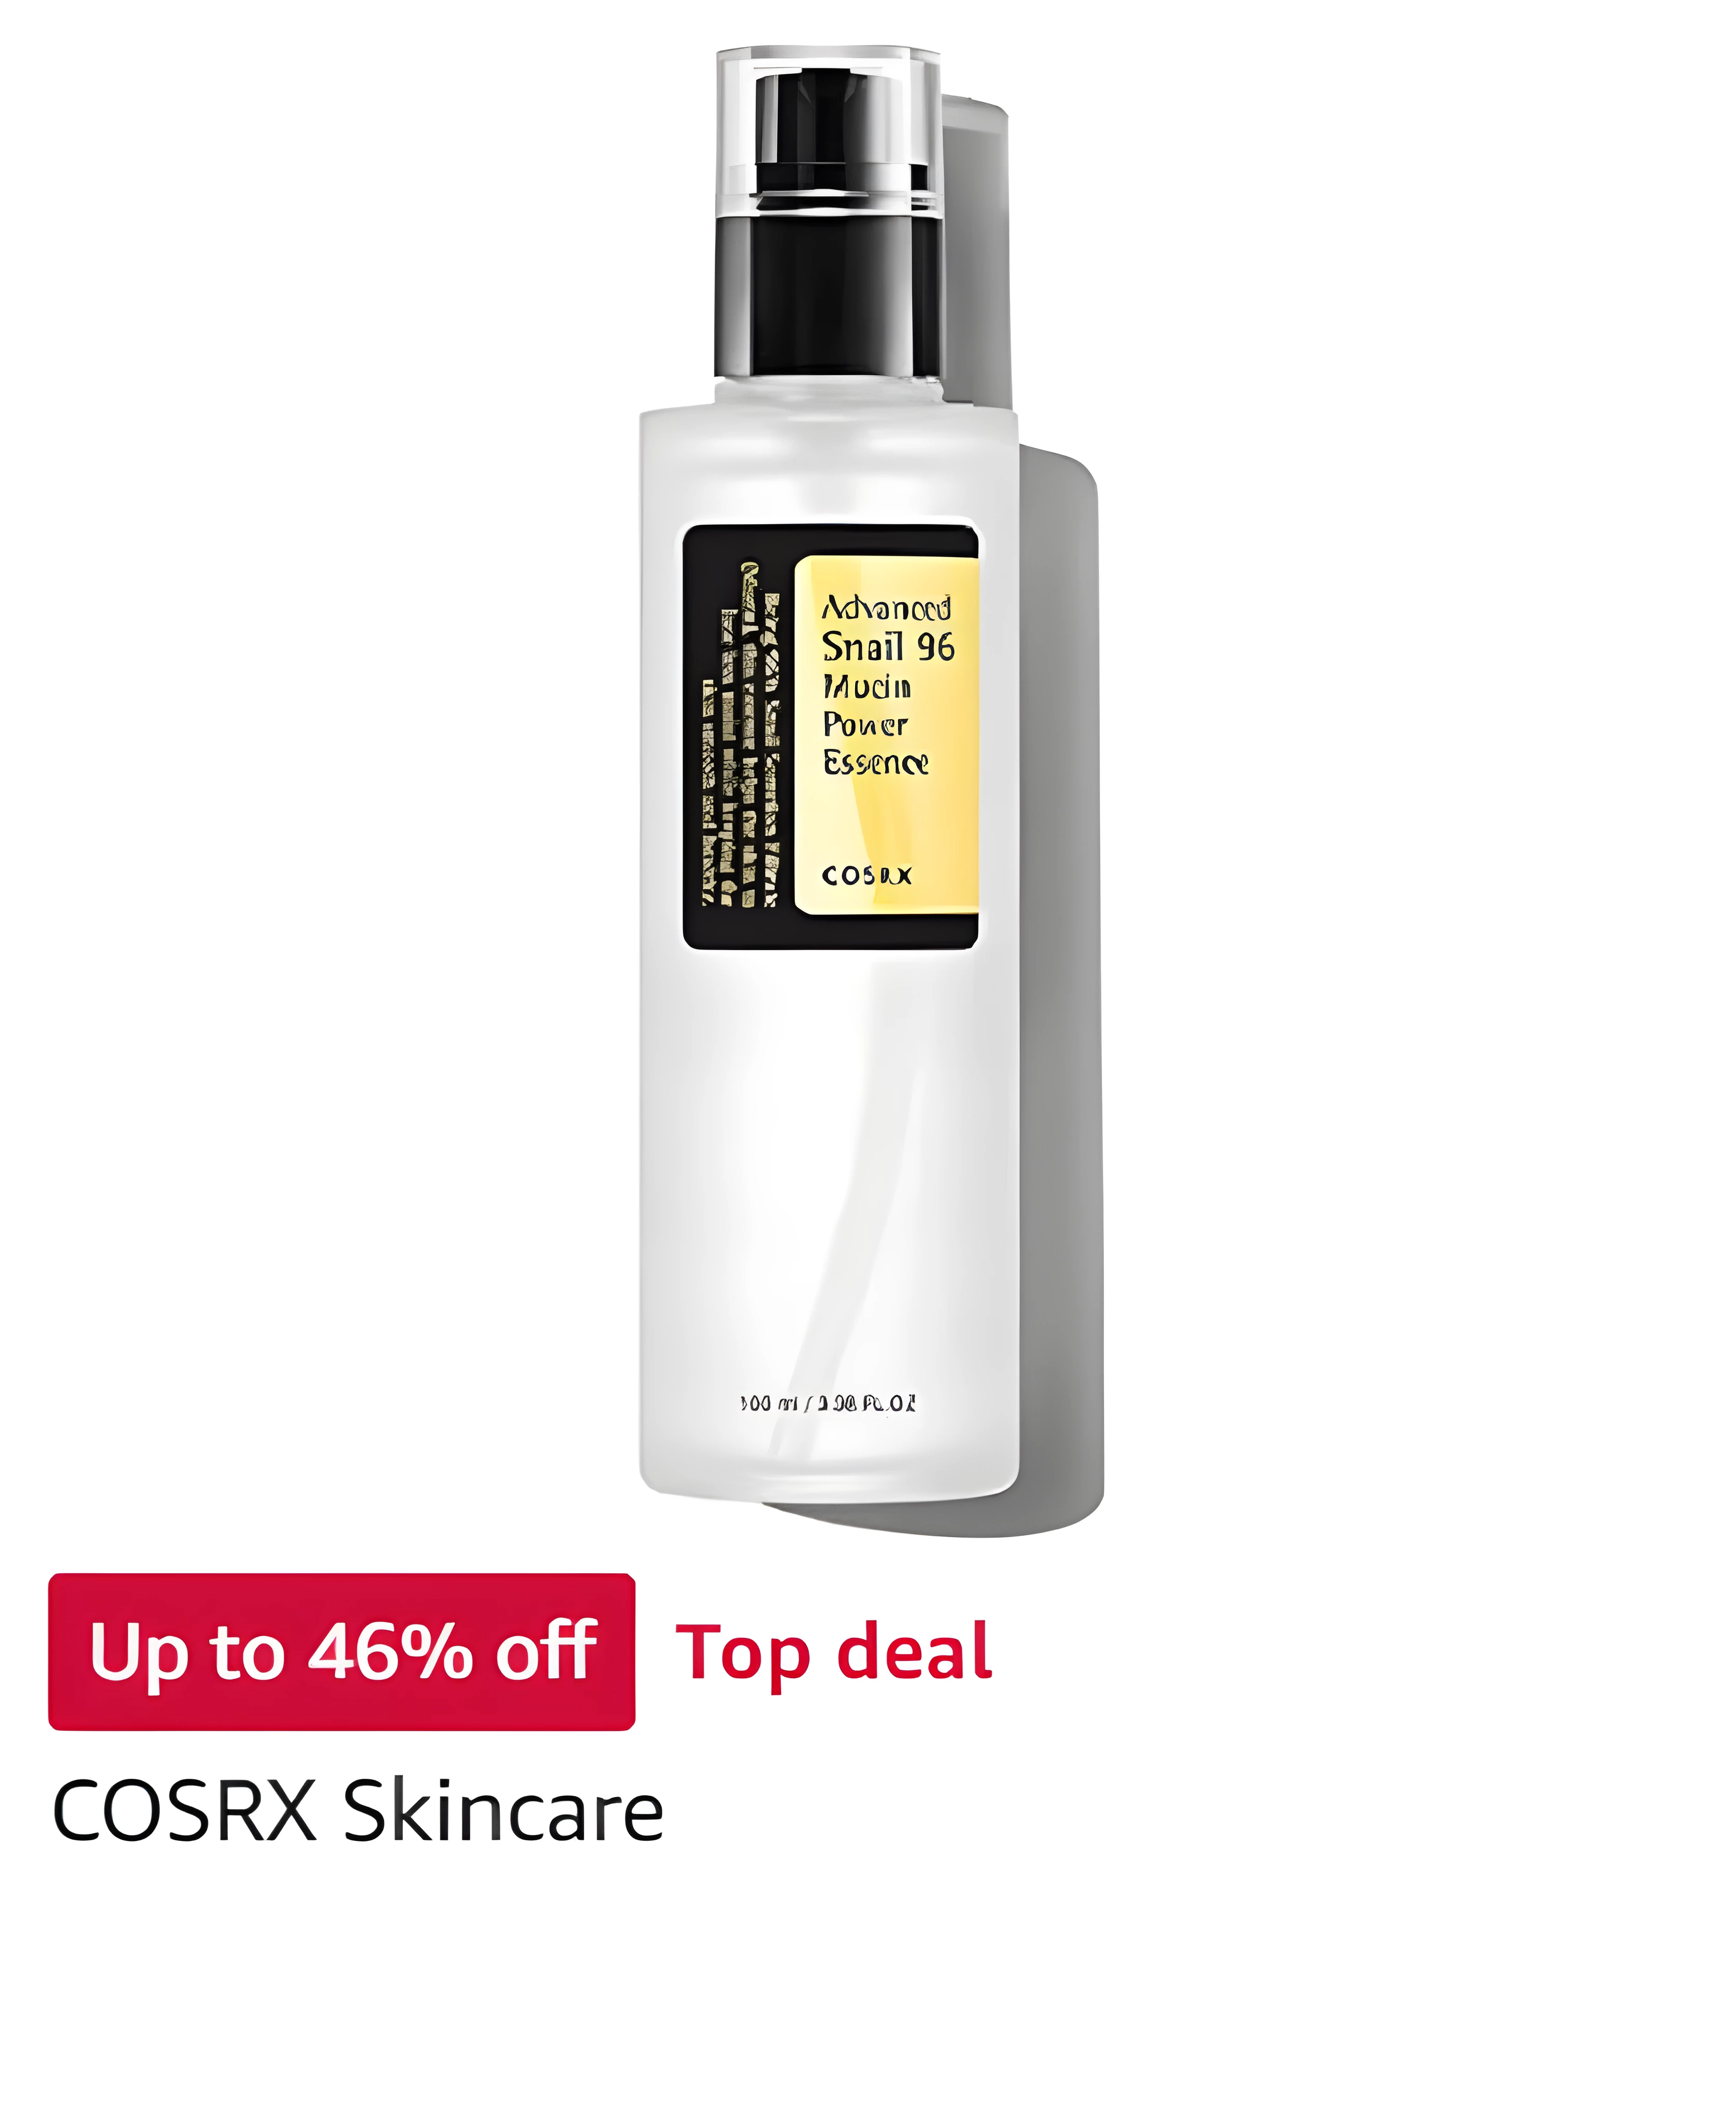 Advanced
Snail 96
Mucin
Power
Essence
COSRX
Up to 46% off Top deal
COSRX Skincare